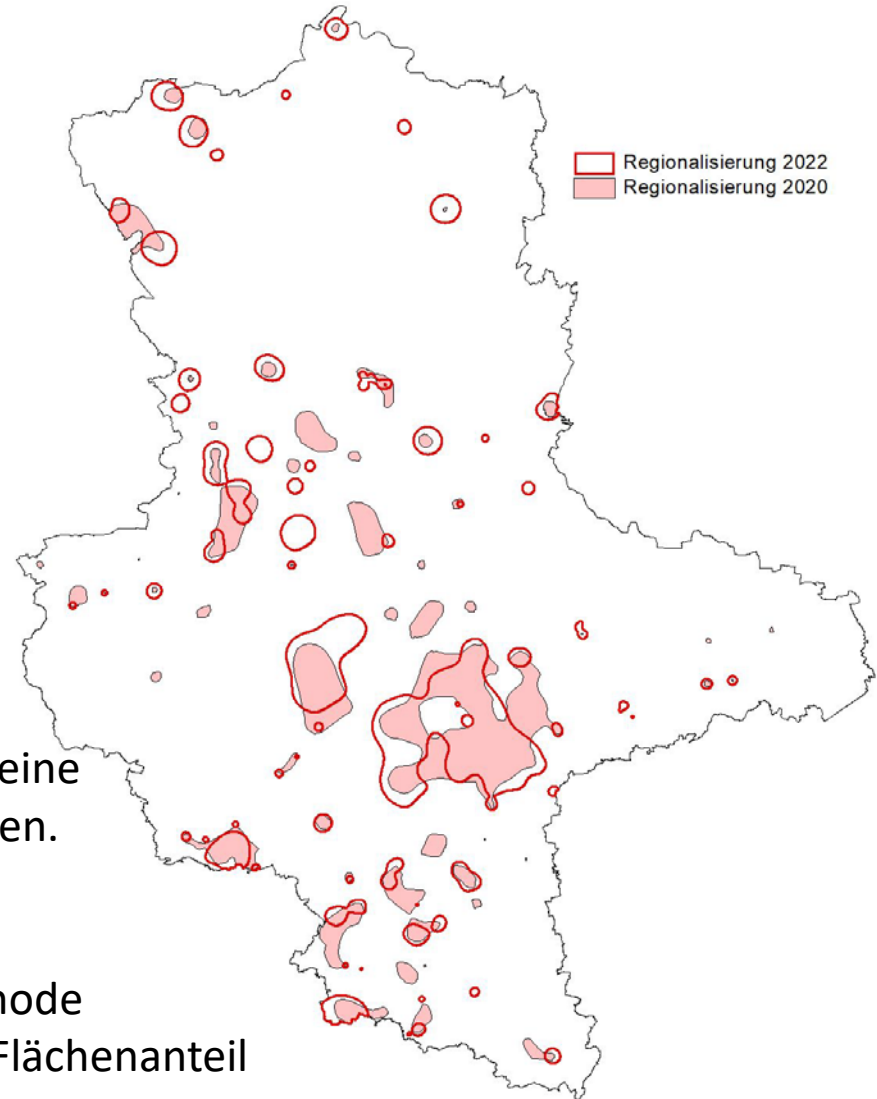 Regionalisierung 2022
Regionalisierung 2020
eine
en.
node
Flächenanteil